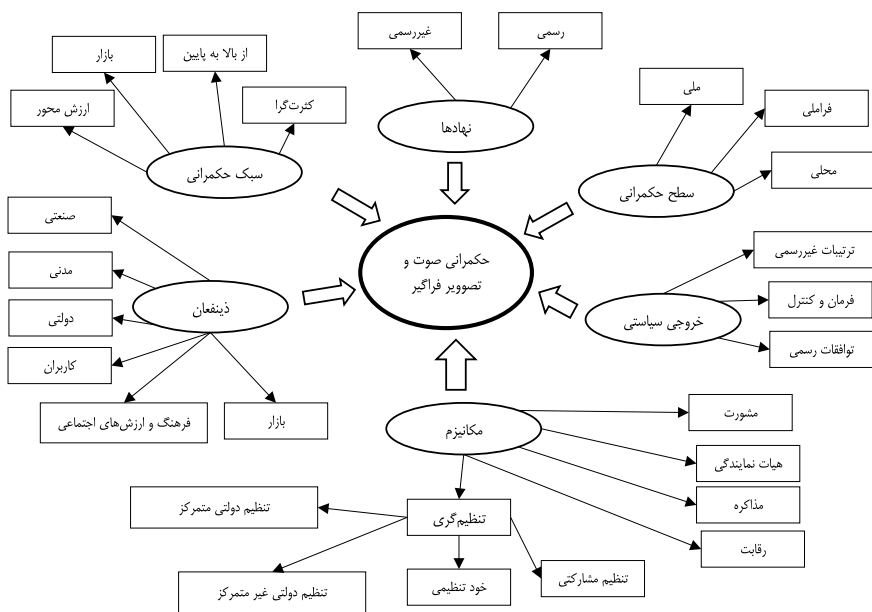 رسمی
غیررسمی
نهادها
از بالا به پایین
بازار
کثرت‌گرا
ارزش محور
سبک حکمرانی
ملی
فراملی
محلی
سطح حکمرانی
حکمرانی صوت و
تصوویر فراگیر
صنعتی
مدنی
دولتی
کاربران
فرهنگ و ارزش‌های اجتماعی
بازار
ذینفعان
ترتیبات غیررسمی
فرمان و کنترل
توافقات رسمی
خروجی سیاستی
مکانیزم
مشورت
هیات نمایندگی
مذاکره
رقابت
تنظیم‌گری
تنظیم دولتی متمرکز
تنظیم دولتی غیر متمرکز
خود تنظیمی
تنظیم مشارکتی